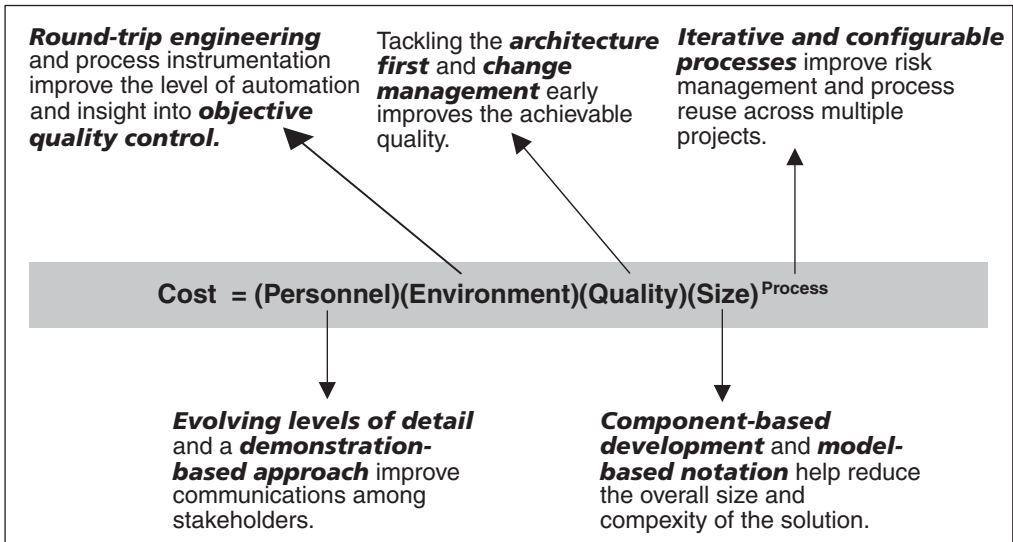 Round-trip engineering
and process instrumentation
improve the level of automation
and insight into objective
quality control.
Tackling the architecture
first and change
management early
improves the achievable
quality.
Iterative and configurable
processes improve risk
management and process
reuse across multiple
projects.
Cost = (Personnel)(Environment)(Quality)(Size)Process
Evolving levels of detail
and a demonstration-
based approach improve
communications among
stakeholders.
Component-based
development and model-
based notation help reduce
the overall size and
compexity of the solution.